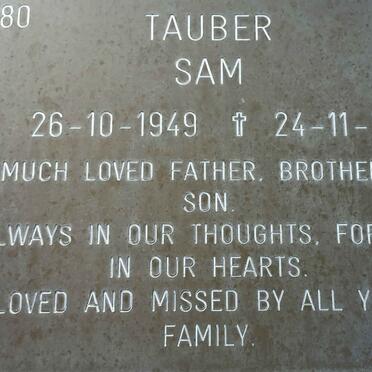 80
TAUBER
SAM
26-10-1949 ✝ 24-11-
MUCH LOVED FATHER, BROTHE
SON.
LWAYS IN OUR THOUGHTS, FOR
IN OUR HEARTS.
LOVED AND MISSED BY ALL Y
FAMILY.